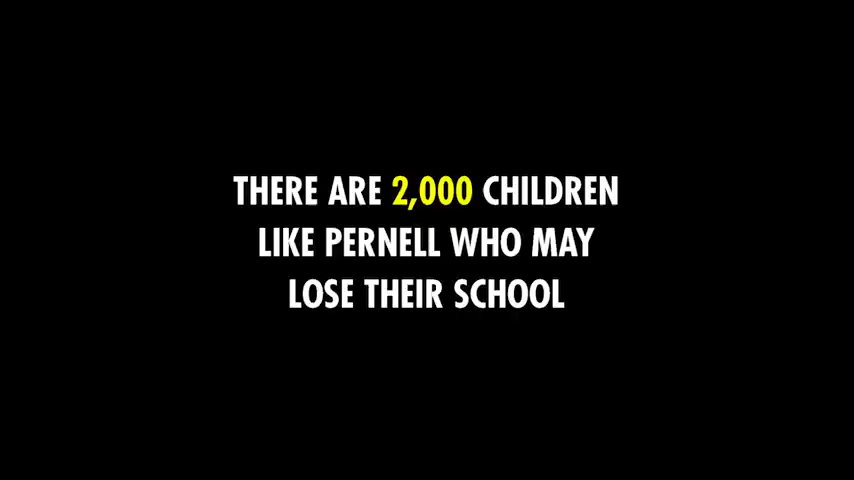 THERE ARE 2,000 CHILDREN
LIKE PERNELL WHO MAY
LOSE THEIR SCHOOL